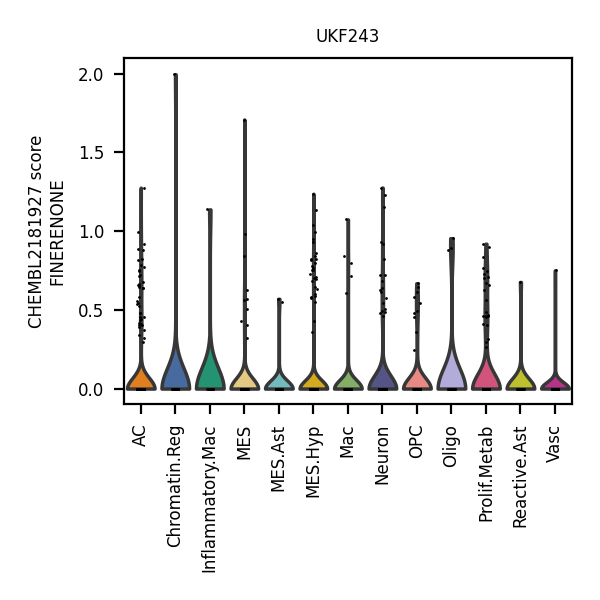 UKF243
CHEMBL2181927 score
FINERENONE
2.0
1.5
1.0
0.5
0.0
AC
Chromatin.Reg
Inflammatory.Mac
MES
MES.Ast
MES.Hyp
Mac
Neuron
OPC
Oligo
Prolif.Metab
Reactive.Ast
Vasc